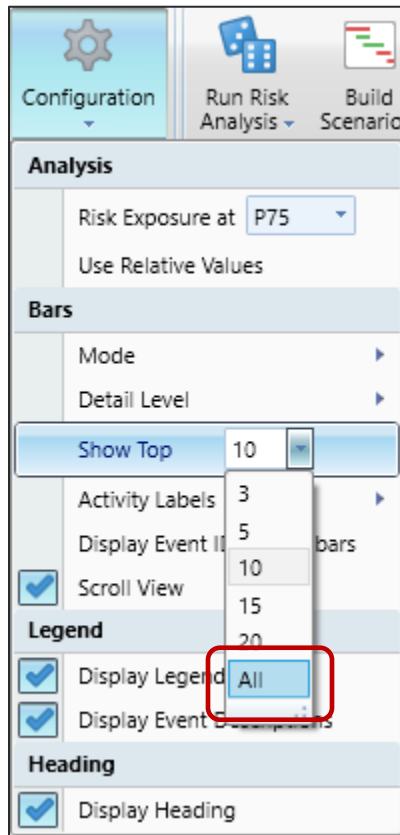 Configuration
Run Risk
Analysis
Build
Scenario
Analysis
Risk Exposure at P75
Use Relative Values
Bars
Mode
Detail Level
Show Top 10
Activity Labels
3
5
Display Event bars
10
Scroll View
15
Legend
20
Display Legend
All
Display Event
Heading
Display Heading